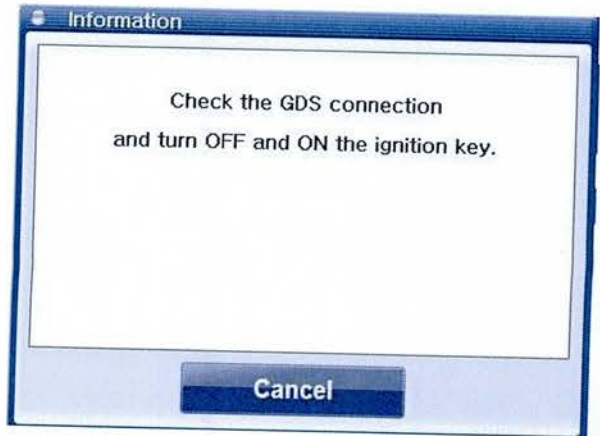 Information
Check the GDS connection
and turn OFF and ON the ignition key.
Cancel